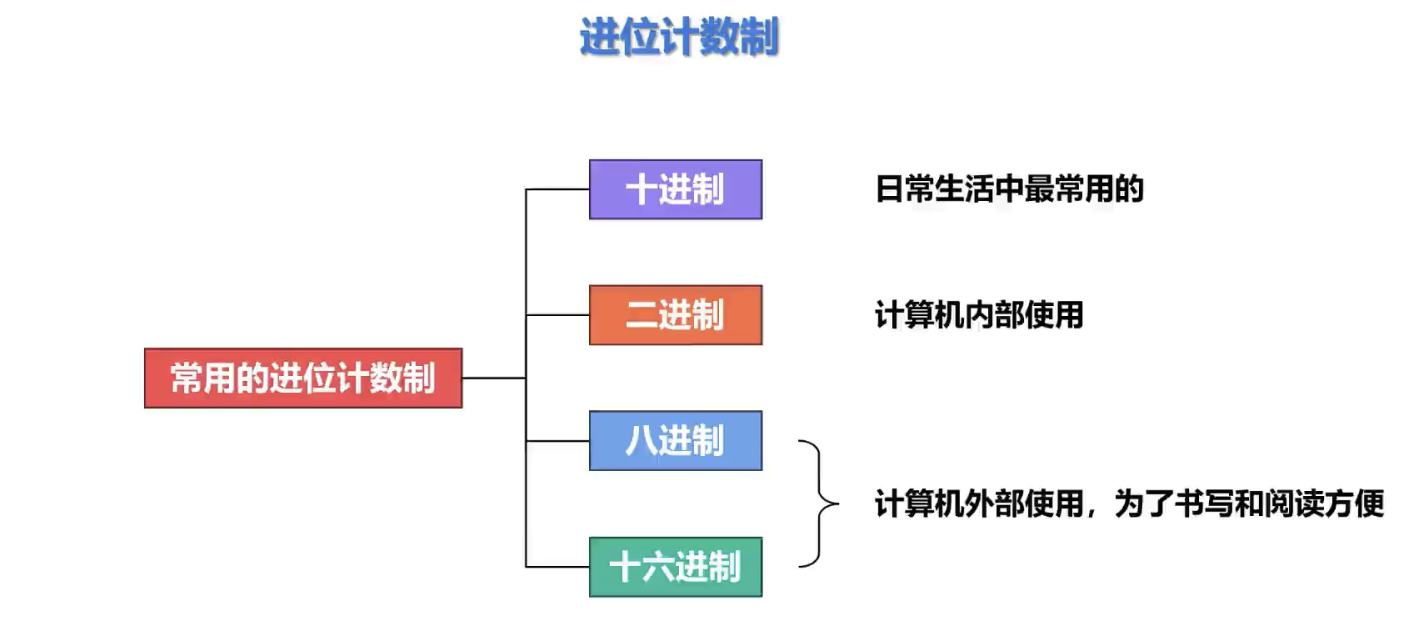 进位计数制
十进制
日常生活中最常用的
二进制
计算机内部使用
常用的进位计数制
八进制
计算机外部使用，为了书写和阅读方便
十六进制